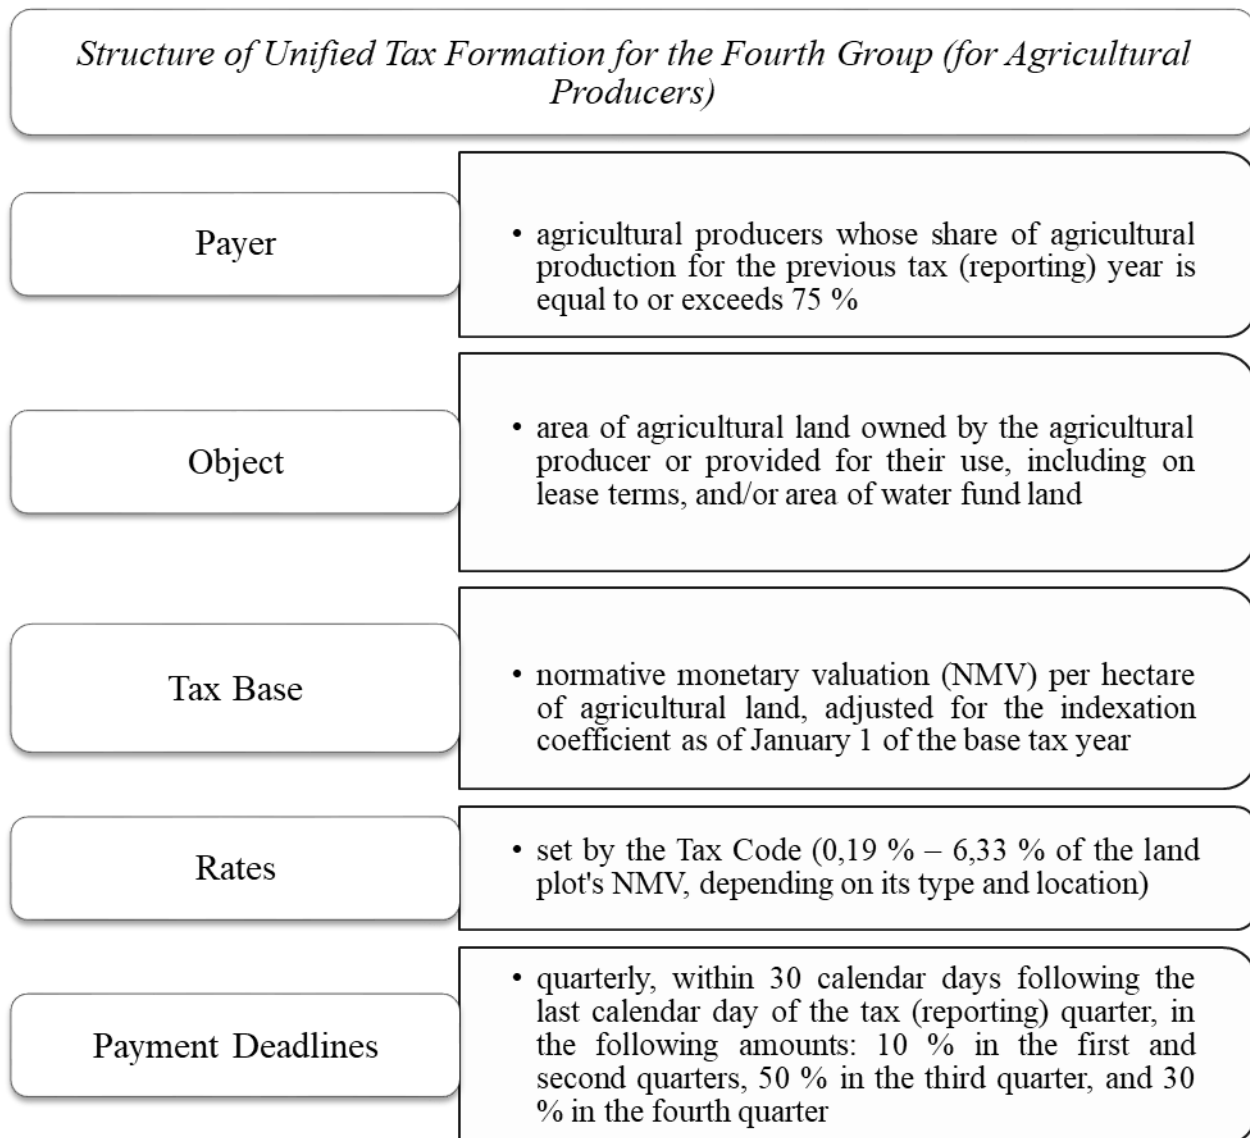 Structure of Unified Tax Formation for the Fourth Group (for Agricultural
Producers)
Payer
• agricultural producers whose share of agricultural
production for the previous tax (reporting) year is
equal to or exceeds 75 %
Object
• area of agricultural land owned by the agricultural
producer or provided for their use, including on
lease terms, and/or area of water fund land
Tax Base
• normative monetary valuation (NMV) per hectare
of agricultural land, adjusted for the indexation
coefficient as of January 1 of the base tax year
Rates
• set by the Tax Code (0,19 % – 6,33 % of the land
plot's NMV, depending on its type and location)
Payment Deadlines
• quarterly, within 30 calendar days following the
last calendar day of the tax (reporting) quarter, in
the following amounts: 10 % in the first and
second quarters, 50 % in the third quarter, and 30
% in the fourth quarter